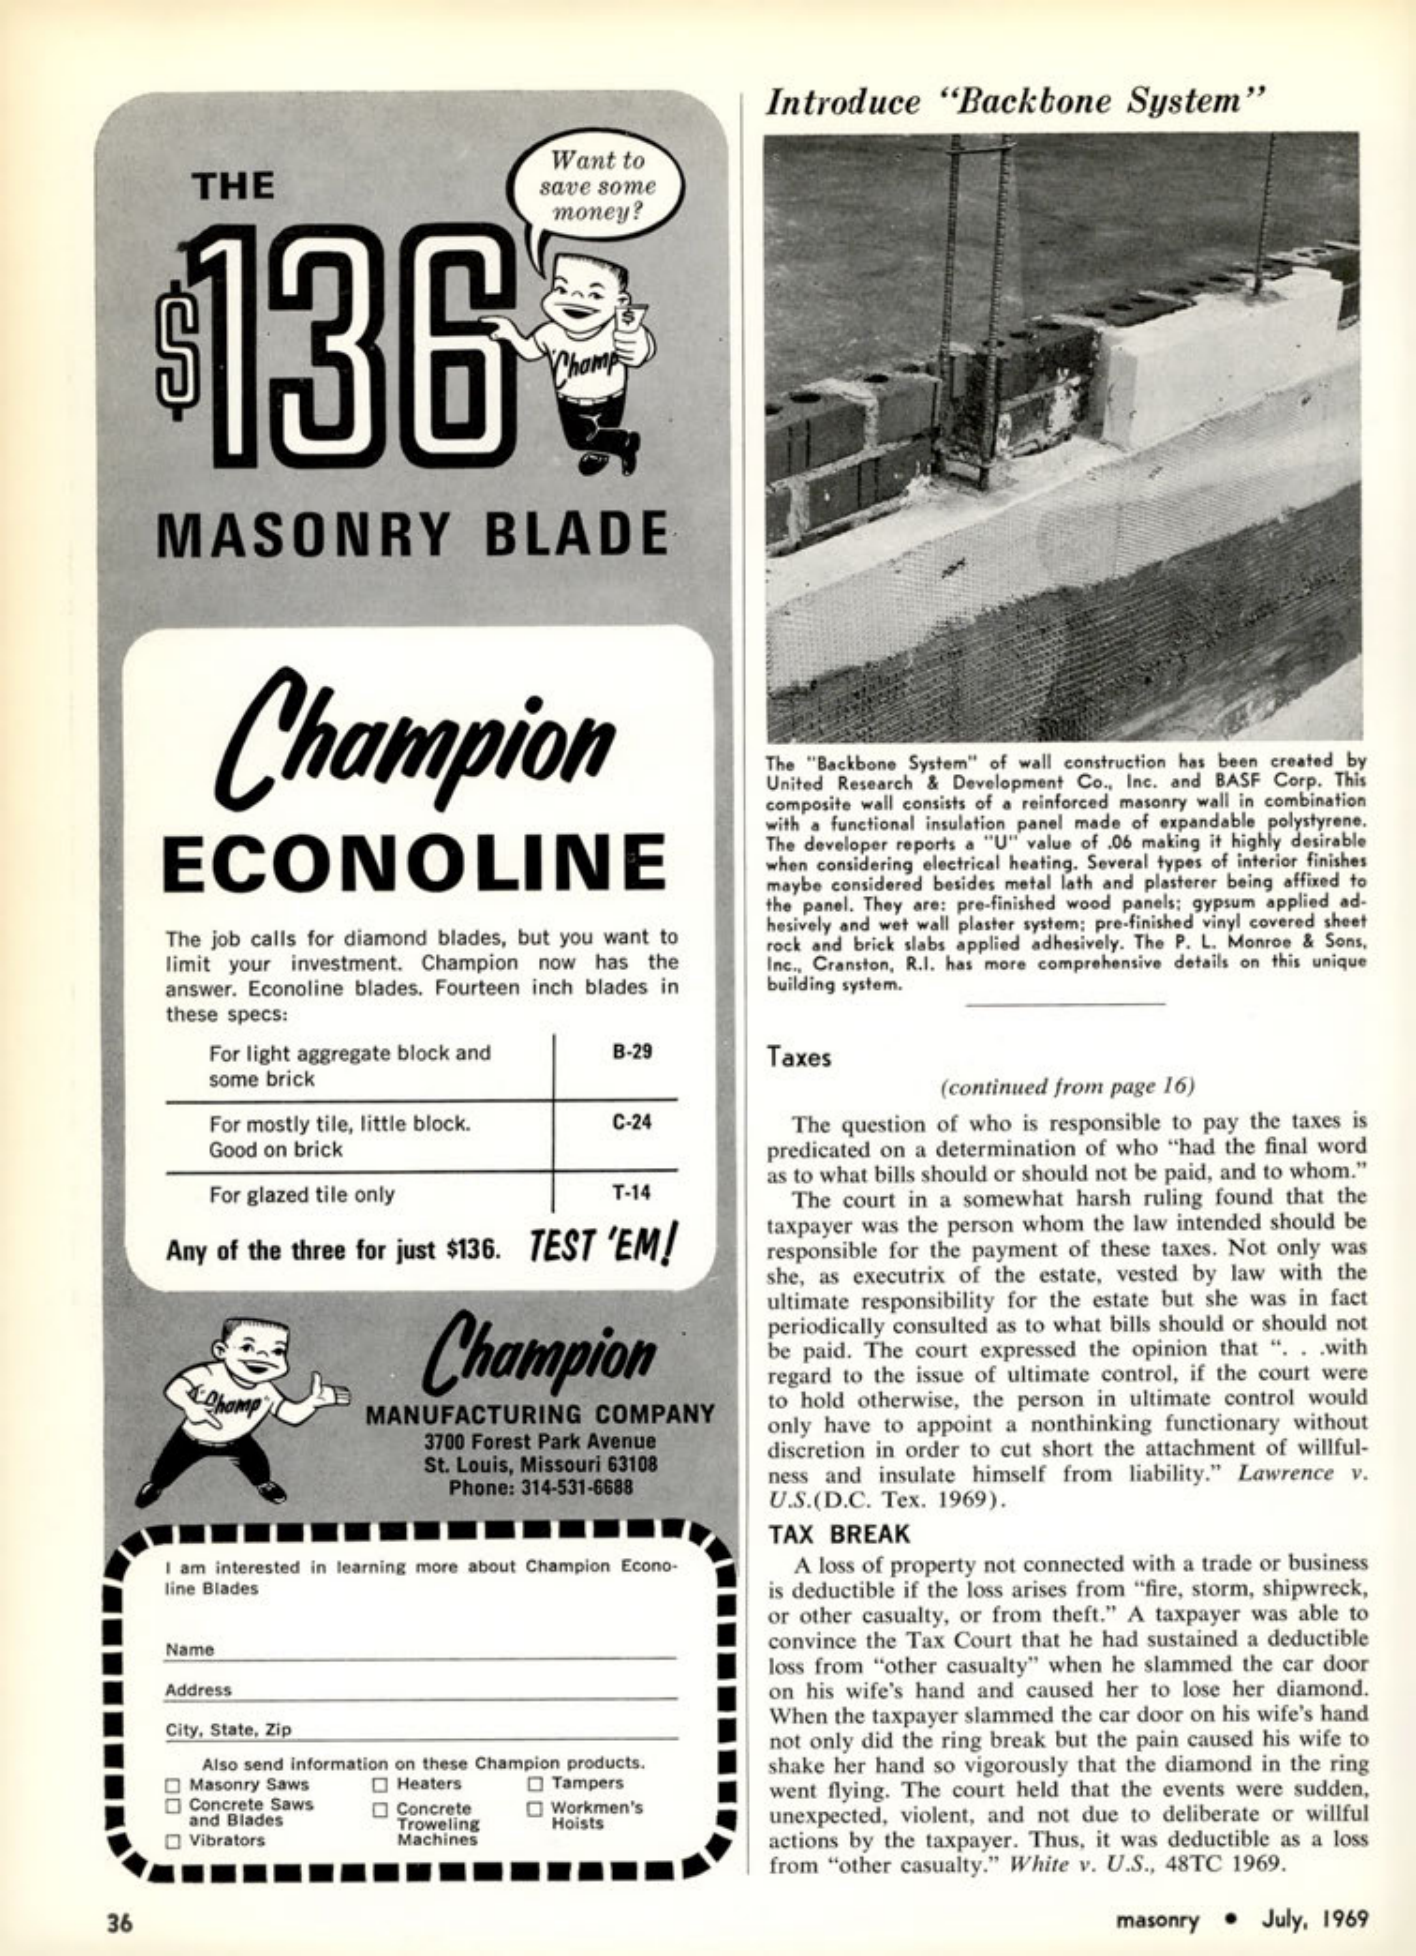 THE
Want to
save some
money?
$136
Champ
MASONRY BLADE
Champion
ECONOLINE
The job calls for diamond blades, but you want to
limit your investment. Champion now has the
answer. Econoline blades. Fourteen inch blades in
these specs:
For light aggregate block and B-29
some brick
For mostly tile, little block. C-24
Good on brick
For glazed tile only T-14
Any of the three for just $136. TEST 'EM!
Champ
Champion
MANUFACTURING COMPANY
3700 Forest Park Avenue
St. Louis, Missouri 63108
Phone: 314-531-6688
I am interested in learning more about Champion Econo-
line Blades
Name
Address
City, State, Zip
Also send information on these Champion products.
Masonry Saws
Concrete Saws
and Blades
Vibrators
Heaters
Concrete
Troweling
Machines
Tampers
Workmen's
Hoists
Introduce "Backbone System"
The "Backbone System" of wall construction has been created by
United Research & Development Co., Inc. and BASF Corp. This
composite wall consists of a reinforced masonry wall in combination
with a functional insulation panel made of expandable polystyrene.
The developer reports a "U" value of .06 making it highly desirable
when considering electrical heating. Several types of interior finishes
maybe considered besides metal lath and plasterer being affixed to
the panel. They are: pre-finished wood panels; gypsum applied ad-
hesively and wet wall plaster system; pre-finished vinyl covered sheet
rock and brick slabs applied adhesively. The P. L. Monroe & Sons,
Inc., Cranston, R.I. has more comprehensive details on this unique
building system.
Taxes
(continued from page 16)
The question of who is responsible to pay the taxes is
predicated on a determination of who "had the final word
as to what bills should or should not be paid, and to whom."
The court in a somewhat harsh ruling found that the
taxpayer was the person whom the law intended should be
responsible for the payment of these taxes. Not only was
she, as executrix of the estate, vested by law with the
ultimate responsibility for the estate but she was in fact
periodically consulted as to what bills should or should not
be paid. The court expressed the opinion that ". . .with
regard to the issue of ultimate control, if the court were
to hold otherwise, the person in ultimate control would
only have to appoint a nonthinking functionary without
discretion in order to cut short the attachment of willful-
ness and insulate himself from liability." Lawrence v.
U.S.(D.C. Tex. 1969).
TAX BREAK
A loss of property not connected with a trade or business
is deductible if the loss arises from "fire, storm, shipwreck,
or other casualty, or from theft." A taxpayer was able to
convince the Tax Court that he had sustained a deductible
loss from "other casualty" when he slammed the car door
on his wife's hand and caused her to lose her diamond.
When the taxpayer slammed the car door on his wife's hand
not only did the ring break but the pain caused his wife to
shake her hand so vigorously that the diamond in the ring
went flying. The court held that the events were sudden,
unexpected, violent, and not due to deliberate or willful
actions by the taxpayer. Thus, it was deductible as a loss
from "other casualty." White v. U.S., 48TC 1969.
36
masonry • July, 1969